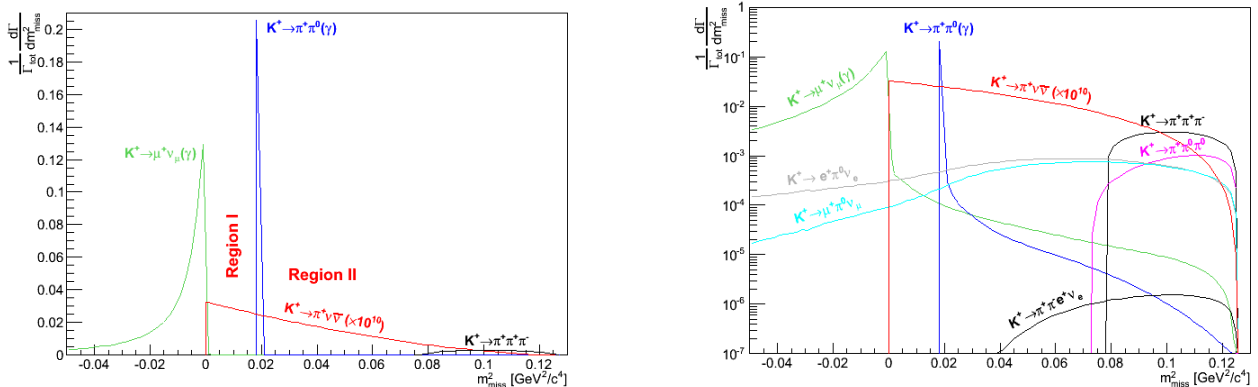 1/Γtot dΓ/dm²miss
0.2
0.18
0.16
0.14
0.12
0.1
0.08
0.06
0.04
0.02
0
K⁺→π⁺π⁰(γ)
K⁺→μ⁺νμ(γ)
Region I
Region II
K⁺→π⁺νν̄(×10¹⁰)
K⁺→π⁺π⁺π⁻
-0.04 -0.02 0 0.02 0.04 0.06 0.08 0.1 0.12
m²miss [GeV²/c⁴]
1/Γtot dΓ/dm²miss
1
10⁻¹
10⁻²
10⁻³
10⁻⁴
10⁻⁵
10⁻⁶
10⁻⁷
K⁺→π⁺π⁰(γ)
K⁺→μ⁺νμ(γ)
K⁺→π⁺νν̄(×10¹⁰)
K⁺→π⁺π⁺π⁻
K⁺→π⁺π⁰π⁰
K⁺→e⁺π⁰νe
K⁺→μ⁺π⁰νμ
K⁺→π⁺π⁻e⁺νe
-0.04 -0.02 0 0.02 0.04 0.06 0.08 0.1 0.12
m²miss [GeV²/c⁴]